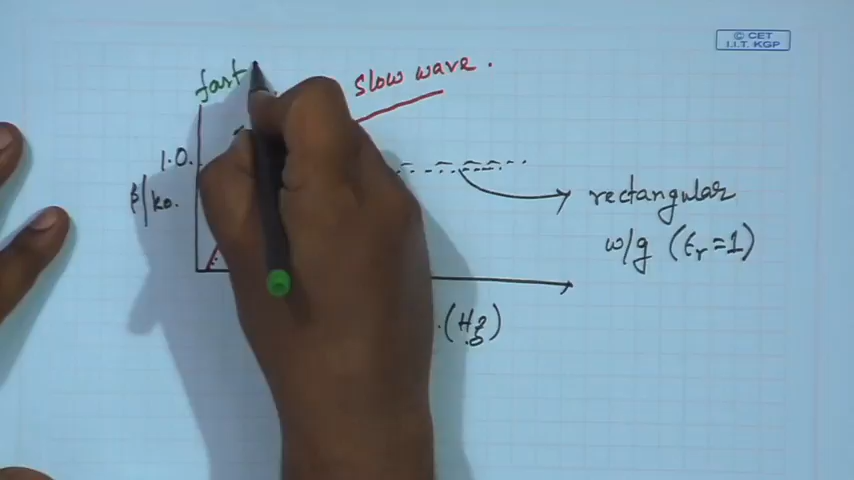 © CET
I.I.T. KGP
fast
slow wave.
1.0.
β/k0.
rectangular
w/g (ϵr=1)
(Hz)